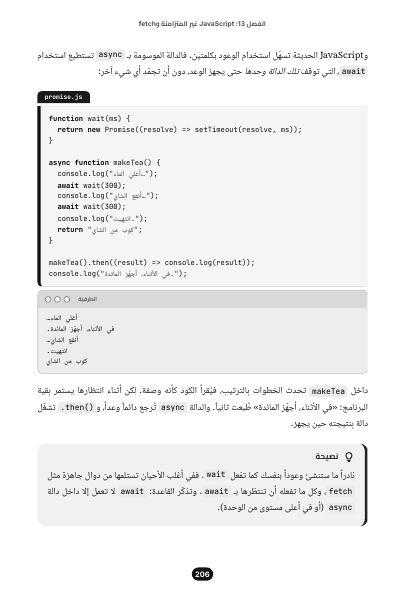 الفصل 13: JavaScript غير المتزامنة وfetch
وJavaScript الحديثة تسهّل استخدام الوعود بكلمتين. فالدالة الموسومة بـ async تستطيع استخدام
await، التي توقف تلك الدالة وحدها حتى يجهز الوعد، دون أن تجمّد أي شيء آخر:
promise.js
function wait(ms) {
return new Promise((resolve) => setTimeout(resolve, ms));
}
async function makeTea() {
console.log("أغلي الماء…");
await wait(300);
console.log("أنقع الشاي…");
await wait(300);
console.log("انتهيت.");
return "كوب من الشاي";
}
makeTea().then((result) => console.log(result));
console.log("في الأثناء، أجهّز المائدة.");
الطرفية
أغلي الماء…
في الأثناء، أجهّز المائدة.
أنقع الشاي…
انتهيت.
كوب من الشاي
داخل makeTea تحدث الخطوات بالترتيب، فيُقرأ الكود كأنه وصفة. لكن أثناء انتظارها يستمر بقية
البرنامج: «في الأثناء، أجهّز المائدة» طُبعت ثانياً. والدالة async تُرجع دائماً وعداً، و.then() تشغّل
دالة بنتيجته حين يجهز.
نصيحة
نادراً ما ستنشئ وعوداً بنفسك كما تفعل wait. ففي أغلب الأحيان تستلمها من دوال جاهزة مثل
fetch، وكل ما تفعله أن تنتظرها بـ await. وتذكّر القاعدة: await لا تعمل إلا داخل دالة
async (أو في أعلى مستوى من الوحدة).
206